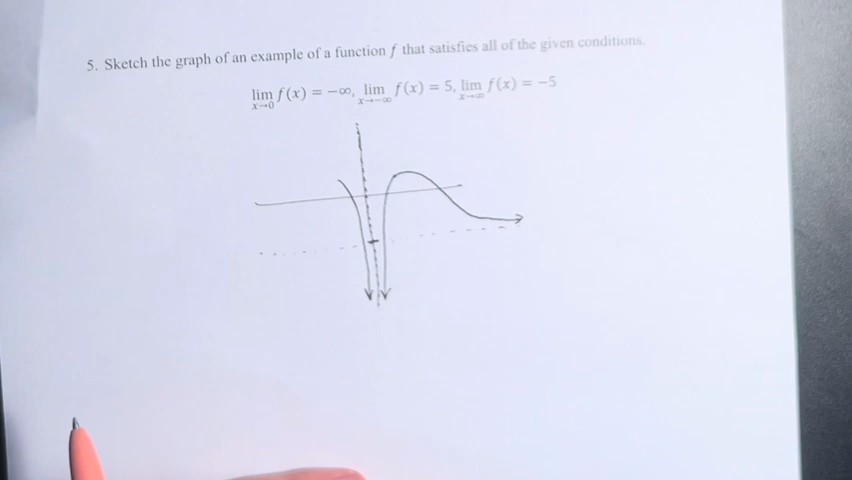 5. Sketch the graph of an example of a function f that satisfies all of the given conditions.
lim x→0 f(x) = −∞, lim x→−∞ f(x) = 5, lim x→∞ f(x) = −5